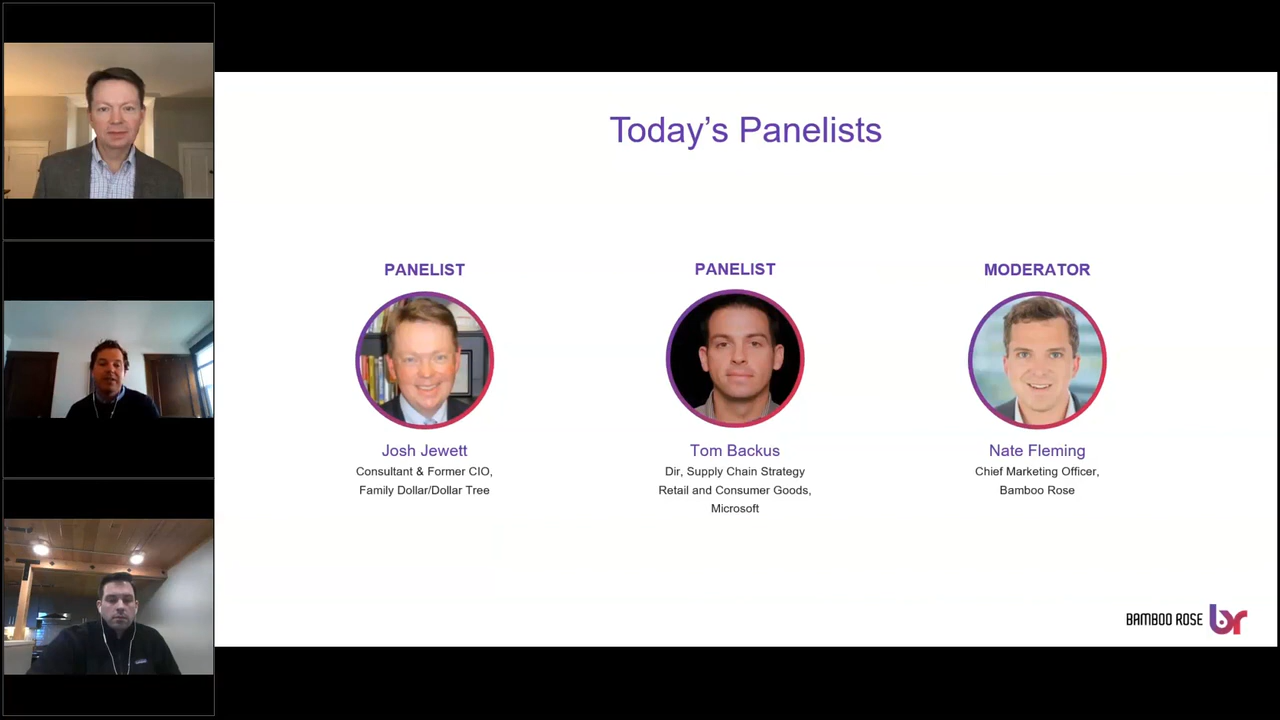 Today's Panelists
PANELIST
Josh Jewett
Consultant & Former CIO,
Family Dollar/Dollar Tree
PANELIST
Tom Backus
Dir, Supply Chain Strategy
Retail and Consumer Goods,
Microsoft
MODERATOR
Nate Fleming
Chief Marketing Officer,
Bamboo Rose
BAMBOO ROSE br